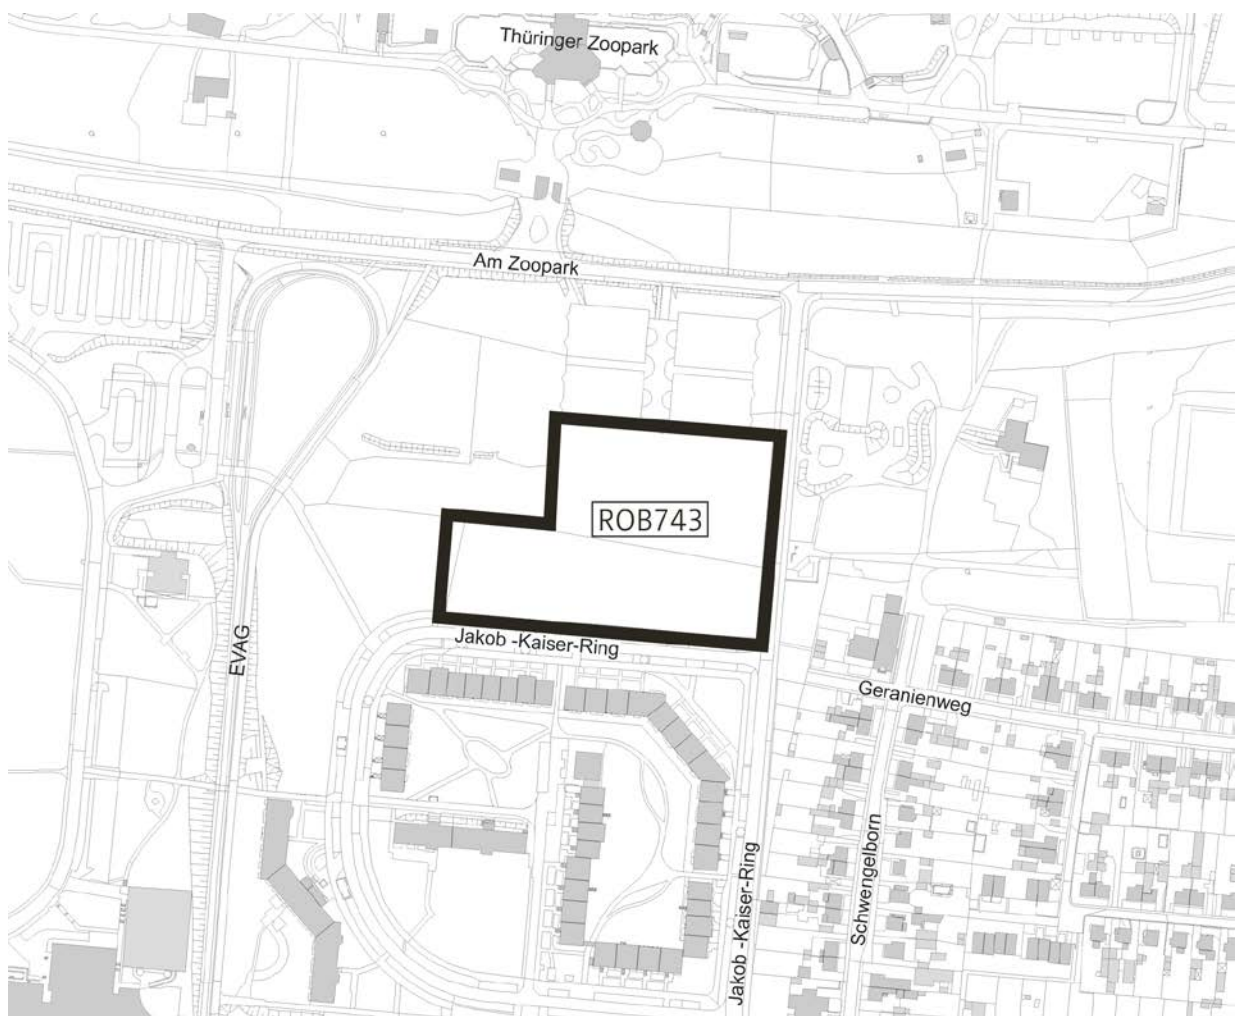 Thüringer Zoopark
Am Zoopark
ROB743
EVAG
Jakob -Kaiser-Ring
Geranienweg
Schwengelborn
Jakob -Kaiser-Ring